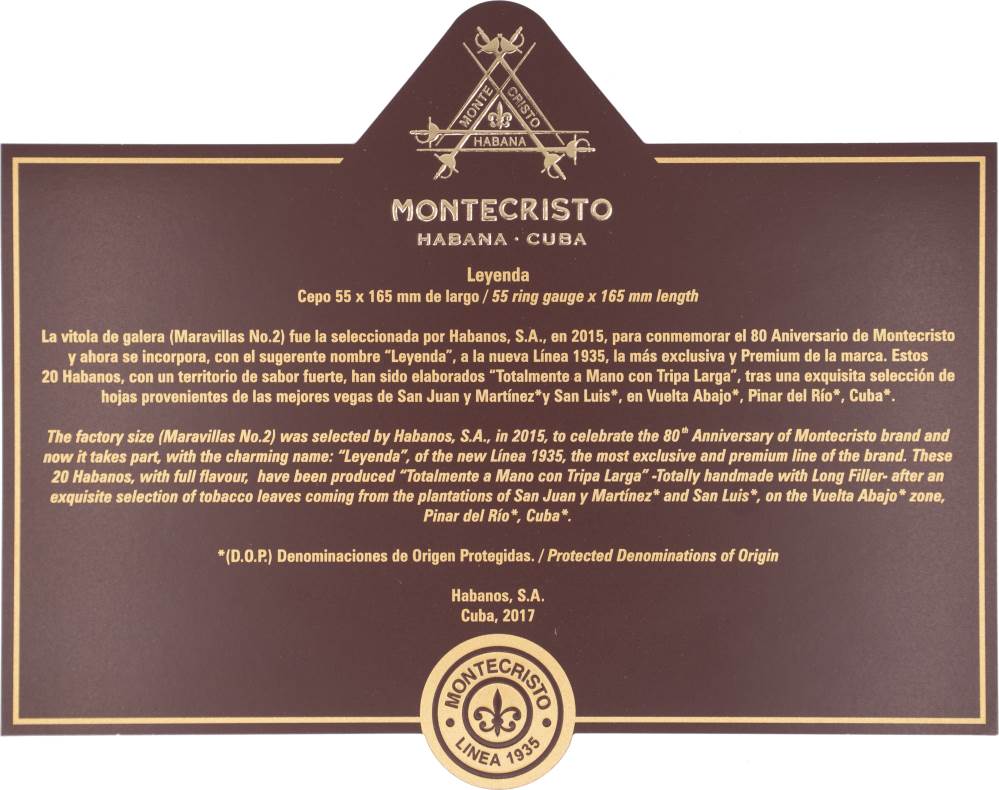 MONTE CRISTO
HABANA
MONTECRISTO
HABANA · CUBA
Leyenda
Cepo 55 x 165 mm de largo / 55 ring gauge x 165 mm length
La vitola de galera (Maravillas No.2) fue la seleccionada por Habanos, S.A., en 2015, para conmemorar el 80 Aniversario de Montecristo
y ahora se incorpora, con el sugerente nombre “Leyenda”, a la nueva Línea 1935, la más exclusiva y Premium de la marca. Estos
20 Habanos, con un territorio de sabor fuerte, han sido elaborados “Totalmente a Mano con Tripa Larga”, tras una exquisita selección de
hojas provenientes de las mejores vegas de San Juan y Martínez*y San Luis*, en Vuelta Abajo*, Pinar del Río*, Cuba*.
The factory size (Maravillas No.2) was selected by Habanos, S.A., in 2015, to celebrate the 80th Anniversary of Montecristo brand and
now it takes part, with the charming name: “Leyenda”, of the new Línea 1935, the most exclusive and premium line of the brand. These
20 Habanos, with full flavour, have been produced “Totalmente a Mano con Tripa Larga” -Totally handmade with Long Filler- after an
exquisite selection of tobacco leaves coming from the plantations of San Juan y Martínez* and San Luis*, on the Vuelta Abajo* zone,
Pinar del Río*, Cuba*.
*(D.O.P.) Denominaciones de Origen Protegidas. / Protected Denominations of Origin
Habanos, S.A.
Cuba, 2017
MONTECRISTO
LINEA 1935